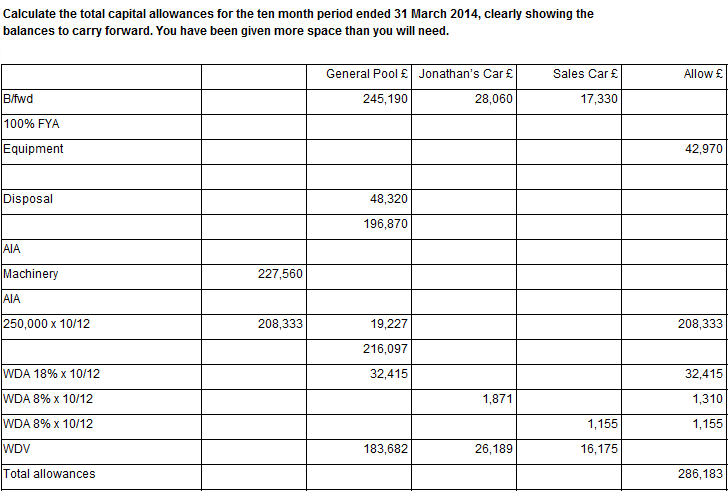 Calculate the total capital allowances for the ten month period ended 31 March 2014, clearly showing the
balances to carry forward. You have been given more space than you will need.
General Pool £ Jonathan's Car £ Sales Car £ Allow £
B/fwd 245,190 28,060 17,330
100% FYA
Equipment 42,970
Disposal 48,320
196,870
AIA
Machinery 227,560
AIA
250,000 x 10/12 208,333 19,227 208,333
216,097
WDA 18% x 10/12 32,415 32,415
WDA 8% x 10/12 1,871 1,310
WDA 8% x 10/12 1,155 1,155
WDV 183,682 26,189 16,175
Total allowances 286,183